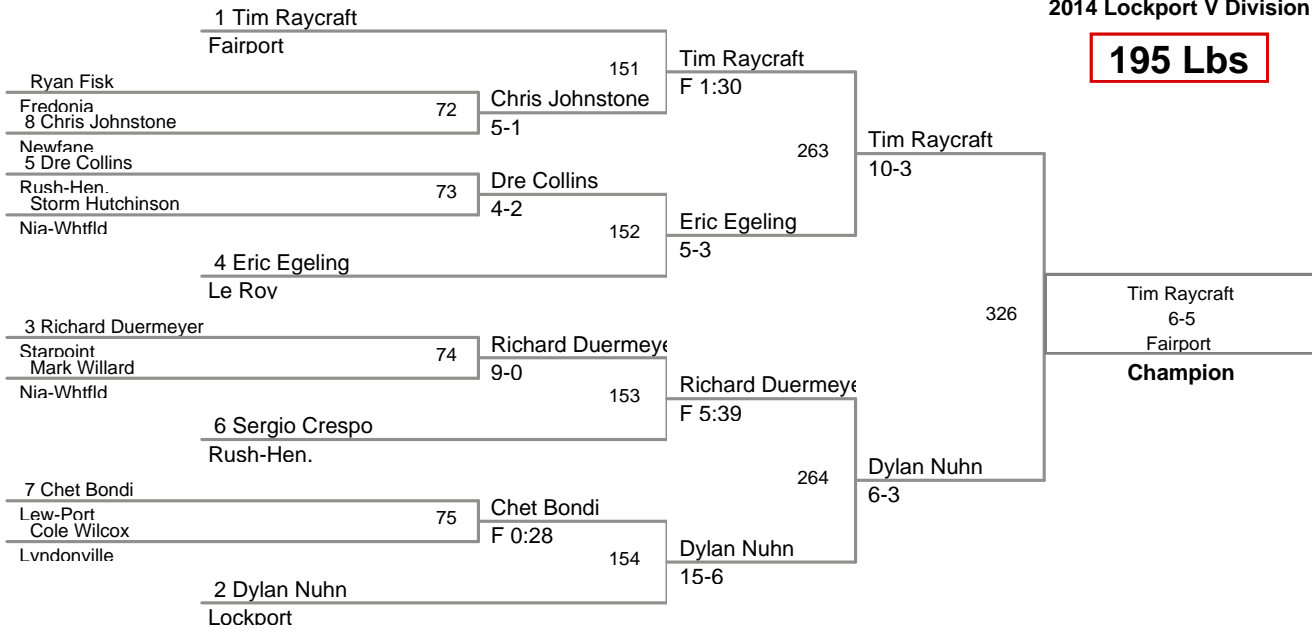 2014 Lockport V Division
195 Lbs
1 Tim Raycraft
Fairport
Ryan Fisk
Fredonia
8 Chris Johnstone
Newfane
5 Dre Collins
Rush-Hen.
Storm Hutchinson
Nia-Whtfld
4 Eric Egeling
Le Roy
3 Richard Duermeyer
Starpoint
Mark Willard
Nia-Whtfld
6 Sergio Crespo
Rush-Hen.
7 Chet Bondi
Lew-Port
Cole Wilcox
Lyndonville
2 Dylan Nuhn
Lockport
72
73
74
75
Chris Johnstone
5-1
Dre Collins
4-2
Richard Duermeye
9-0
Chet Bondi
F 0:28
151
152
153
154
Tim Raycraft
F 1:30
Eric Egeling
5-3
Richard Duermeye
F 5:39
Dylan Nuhn
15-6
263
264
Tim Raycraft
10-3
Dylan Nuhn
6-3
326
Tim Raycraft
6-5
Fairport
Champion